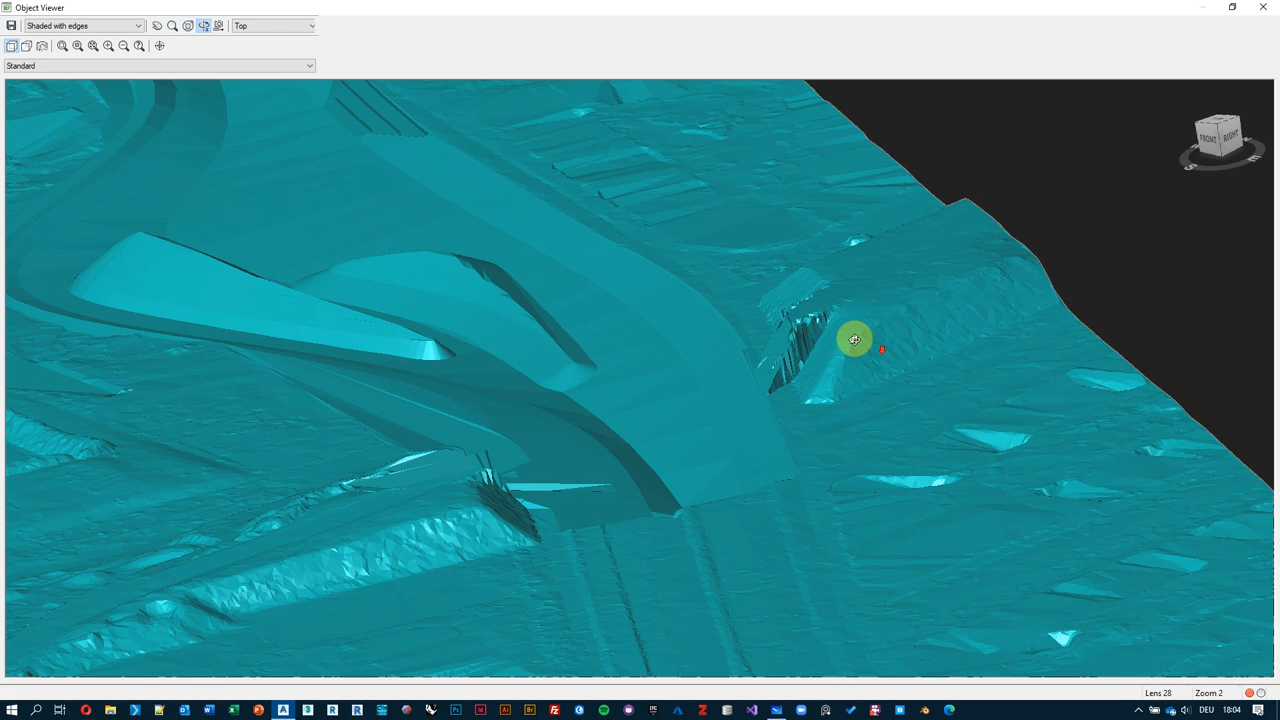 Object Viewer
Shaded with edges
Top
Standard
FRONT
RIGHT
S
E
Lens 28
Zoom 2
DEU
18:04